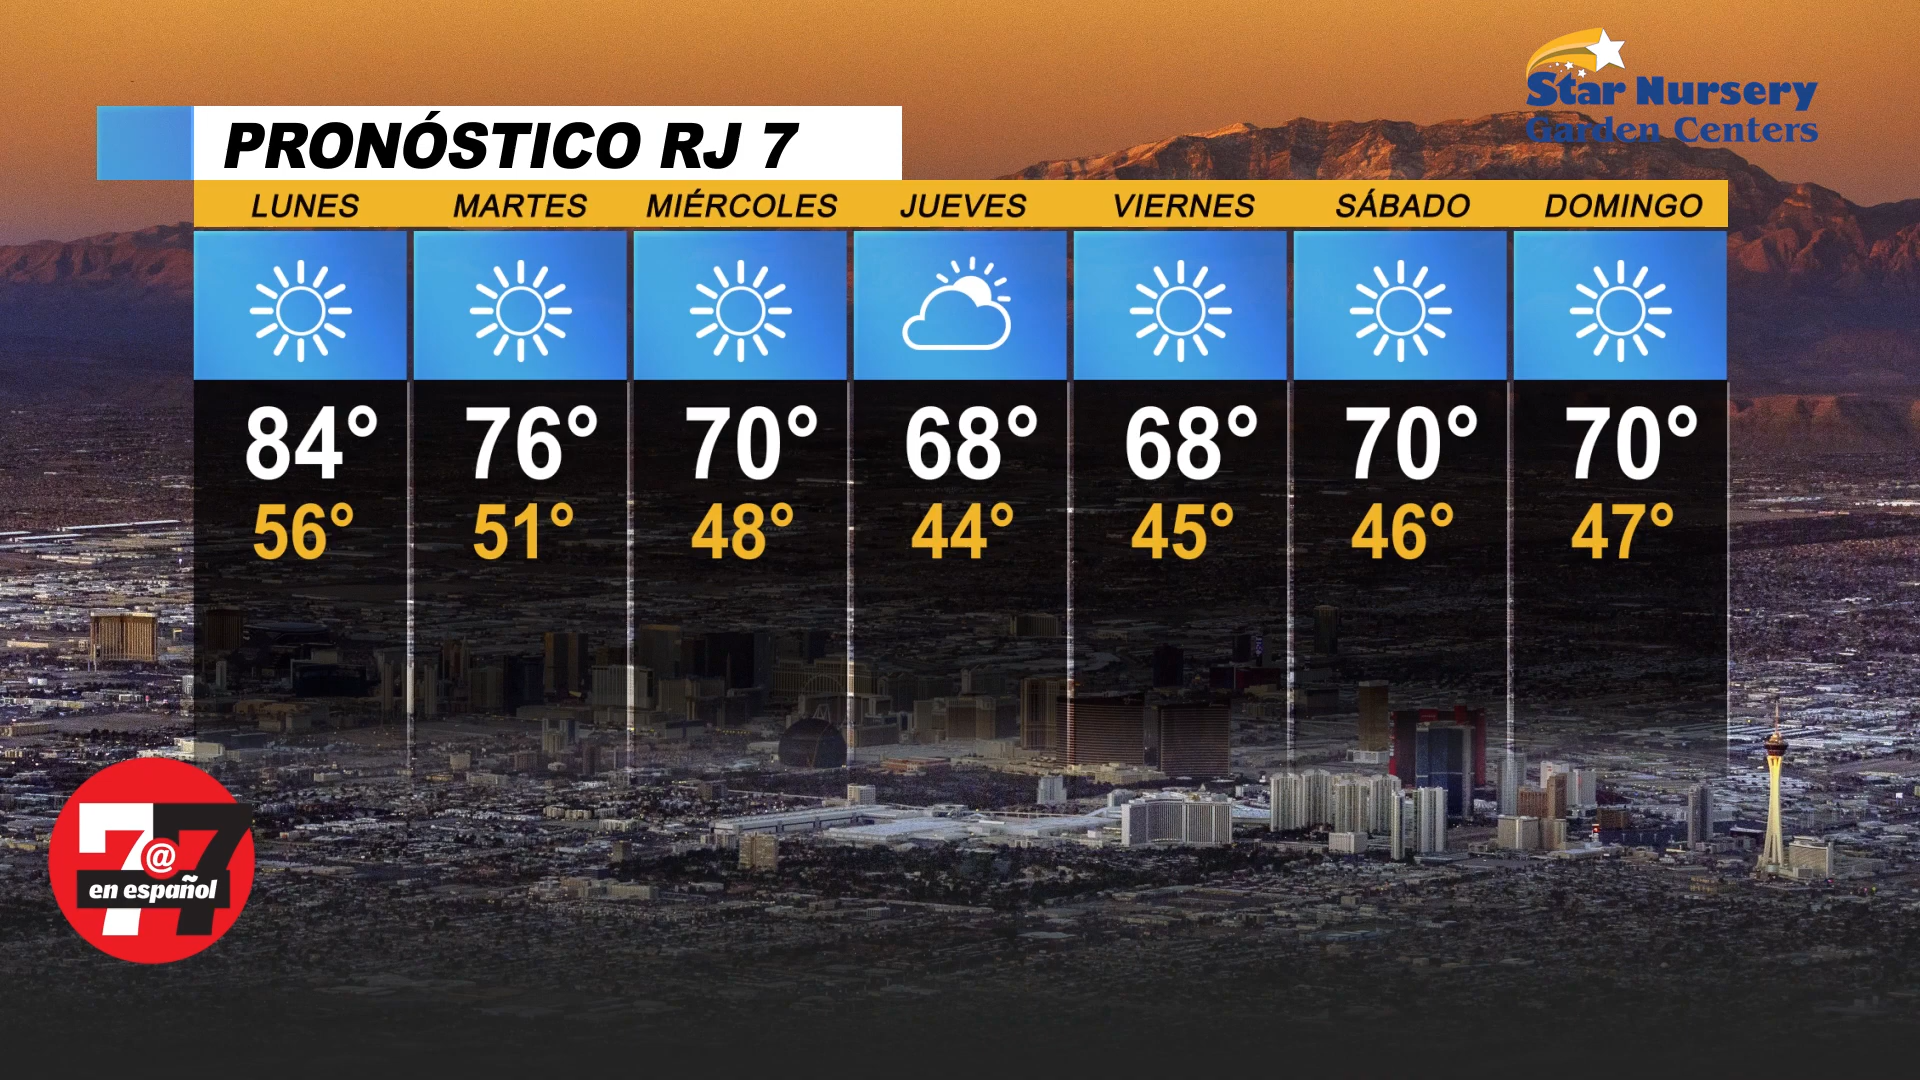 Star Nursery
Garden Centers
PRONÓSTICO RJ 7
LUNES MARTES MIÉRCOLES JUEVES VIERNES SÁBADO DOMINGO
84° 76° 70° 68° 68° 70° 70°
56° 51° 48° 44° 45° 46° 47°
7@7
en español